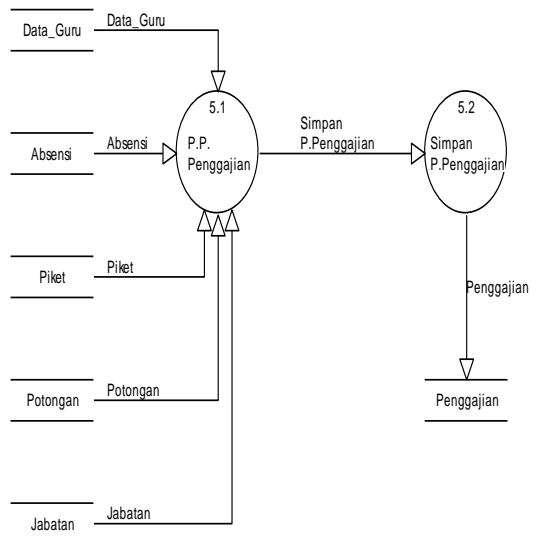 Data_Guru
Data_Guru
5.1
P.P.
Penggajian
Absensi
Absensi
Simpan
P.Penggajian
5.2
Simpan
P.Penggajian
Piket
Piket
Penggajian
Potongan
Potongan
Penggajian
Jabatan
Jabatan